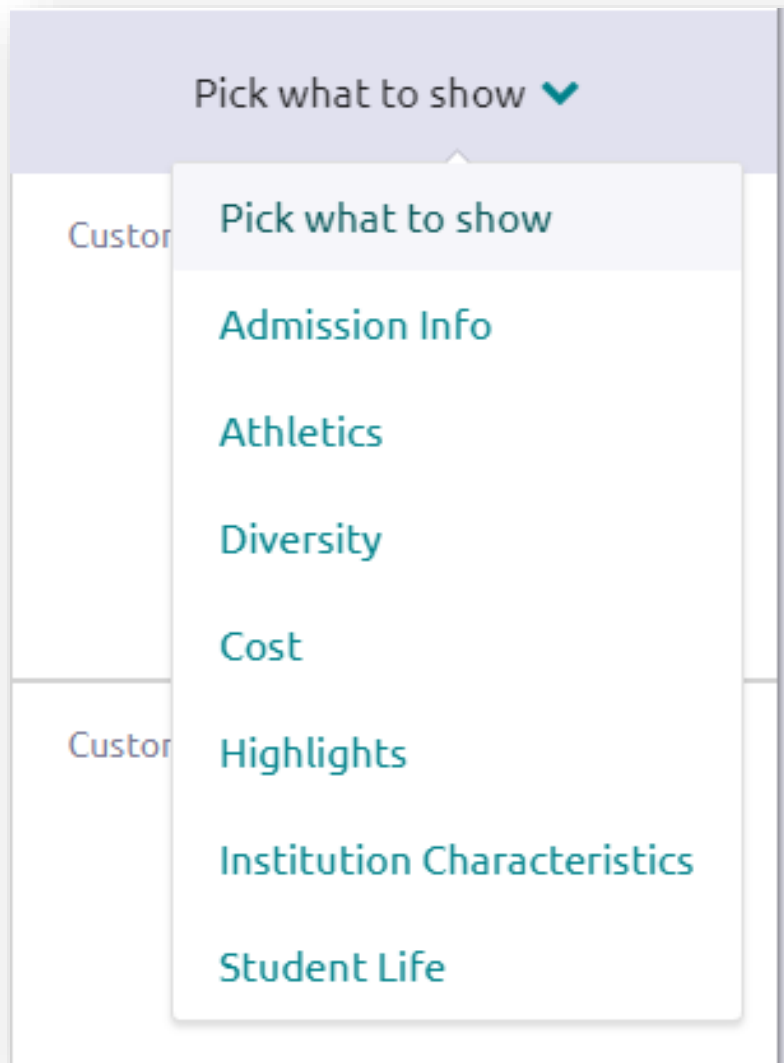 Pick what to show
Pick what to show
Admission Info
Athletics
Diversity
Cost
Highlights
Institution Characteristics
Student Life